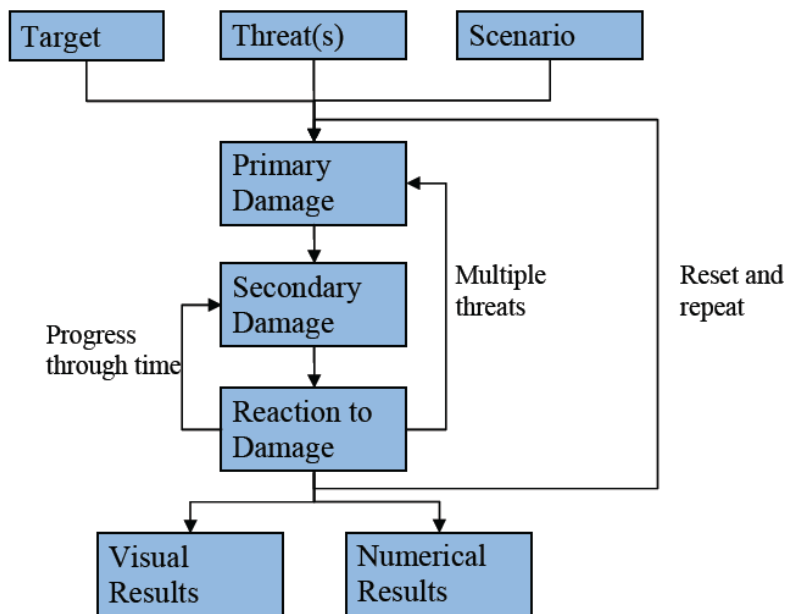 Target
Threat(s)
Scenario
Primary
Damage
Secondary
Damage
Multiple
threats
Reset and
repeat
Progress
through time
Reaction to
Damage
Visual
Results
Numerical
Results